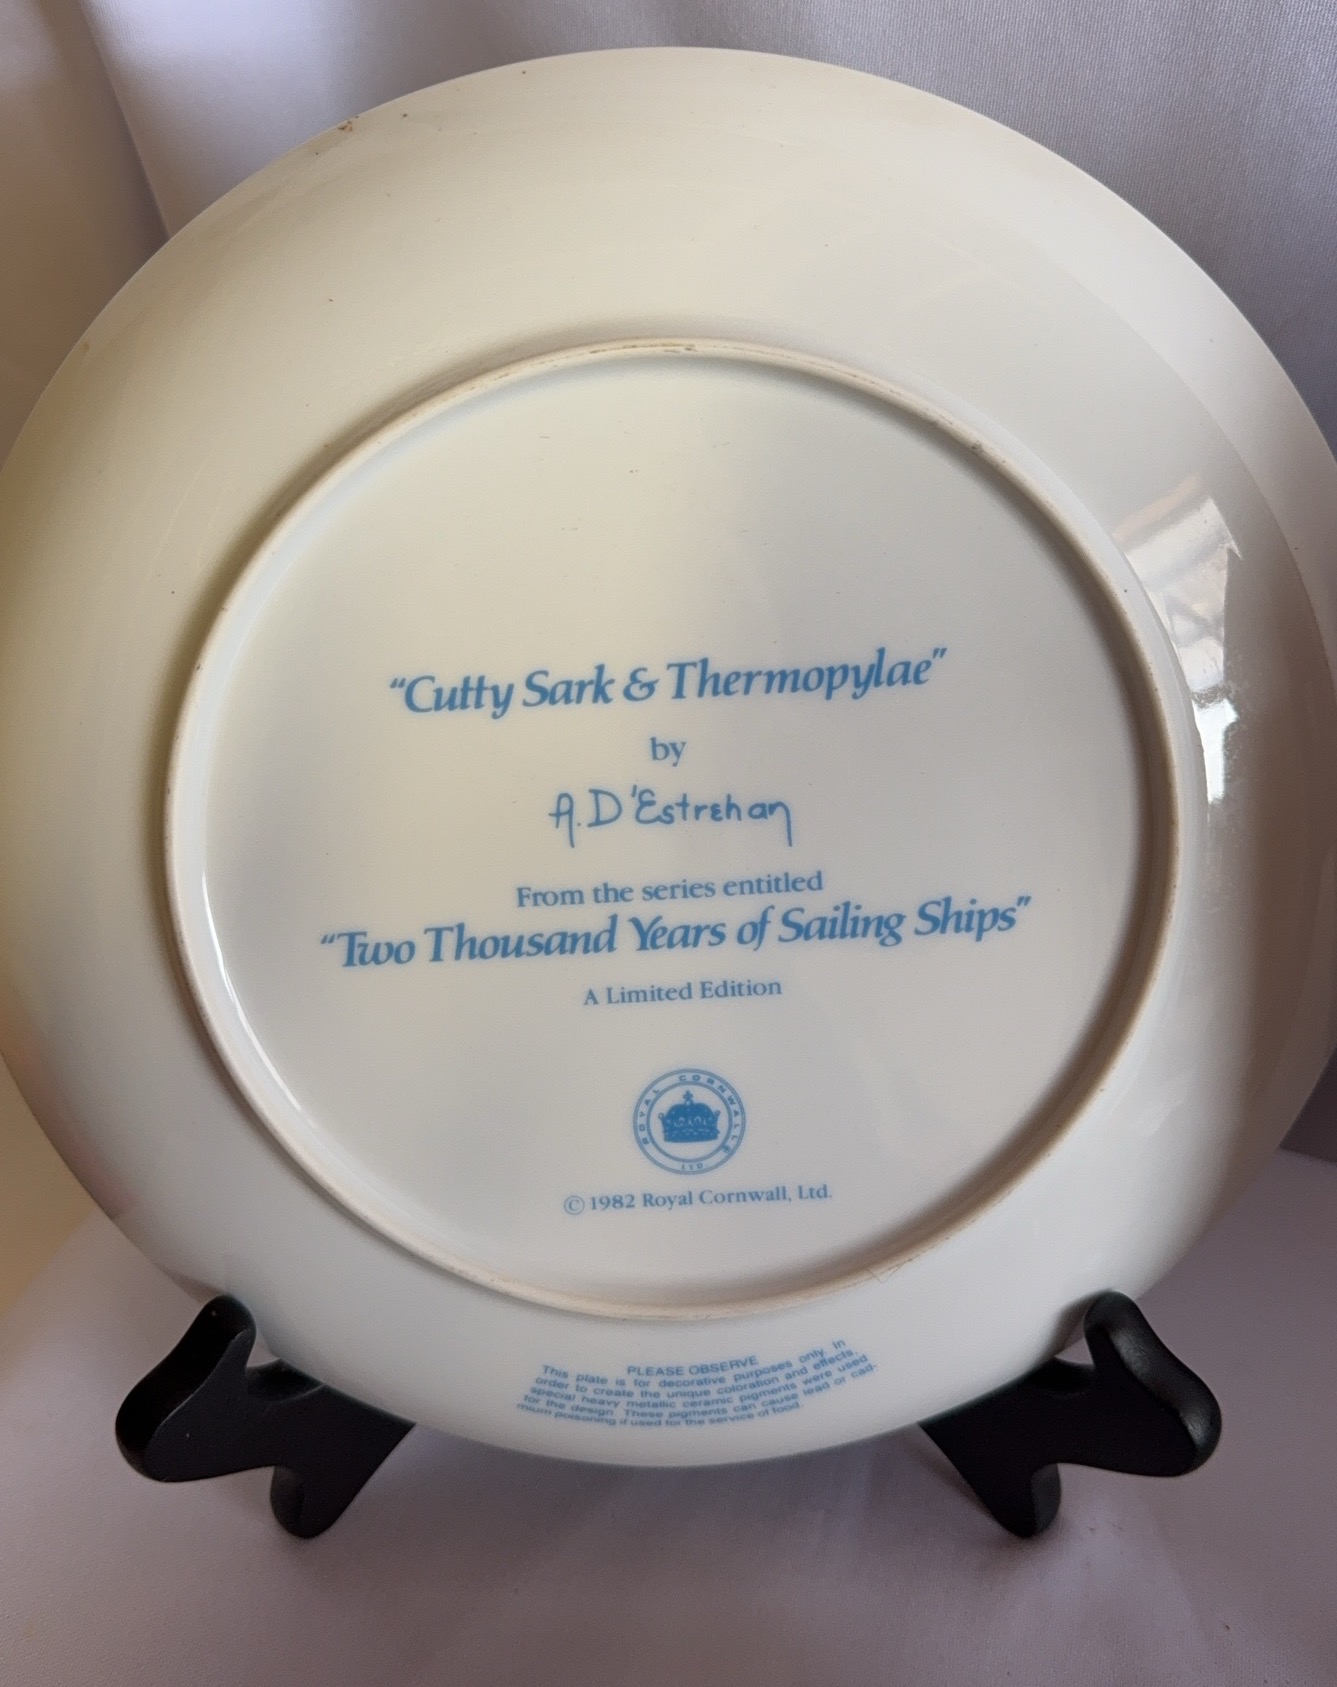 “Cutty Sark & Thermopylae”
by
A. D'Estrehan
From the series entitled
“Two Thousand Years of Sailing Ships”
A Limited Edition
ROYAL CORNWALL
LTD
© 1982 Royal Cornwall, Ltd.
PLEASE OBSERVE
This plate is for decorative purposes only. In
order to create the unique coloration and effects,
special heavy metallic ceramic pigments were used
for the design. These pigments can cause lead or cad-
mium poisoning if used for the service of food.